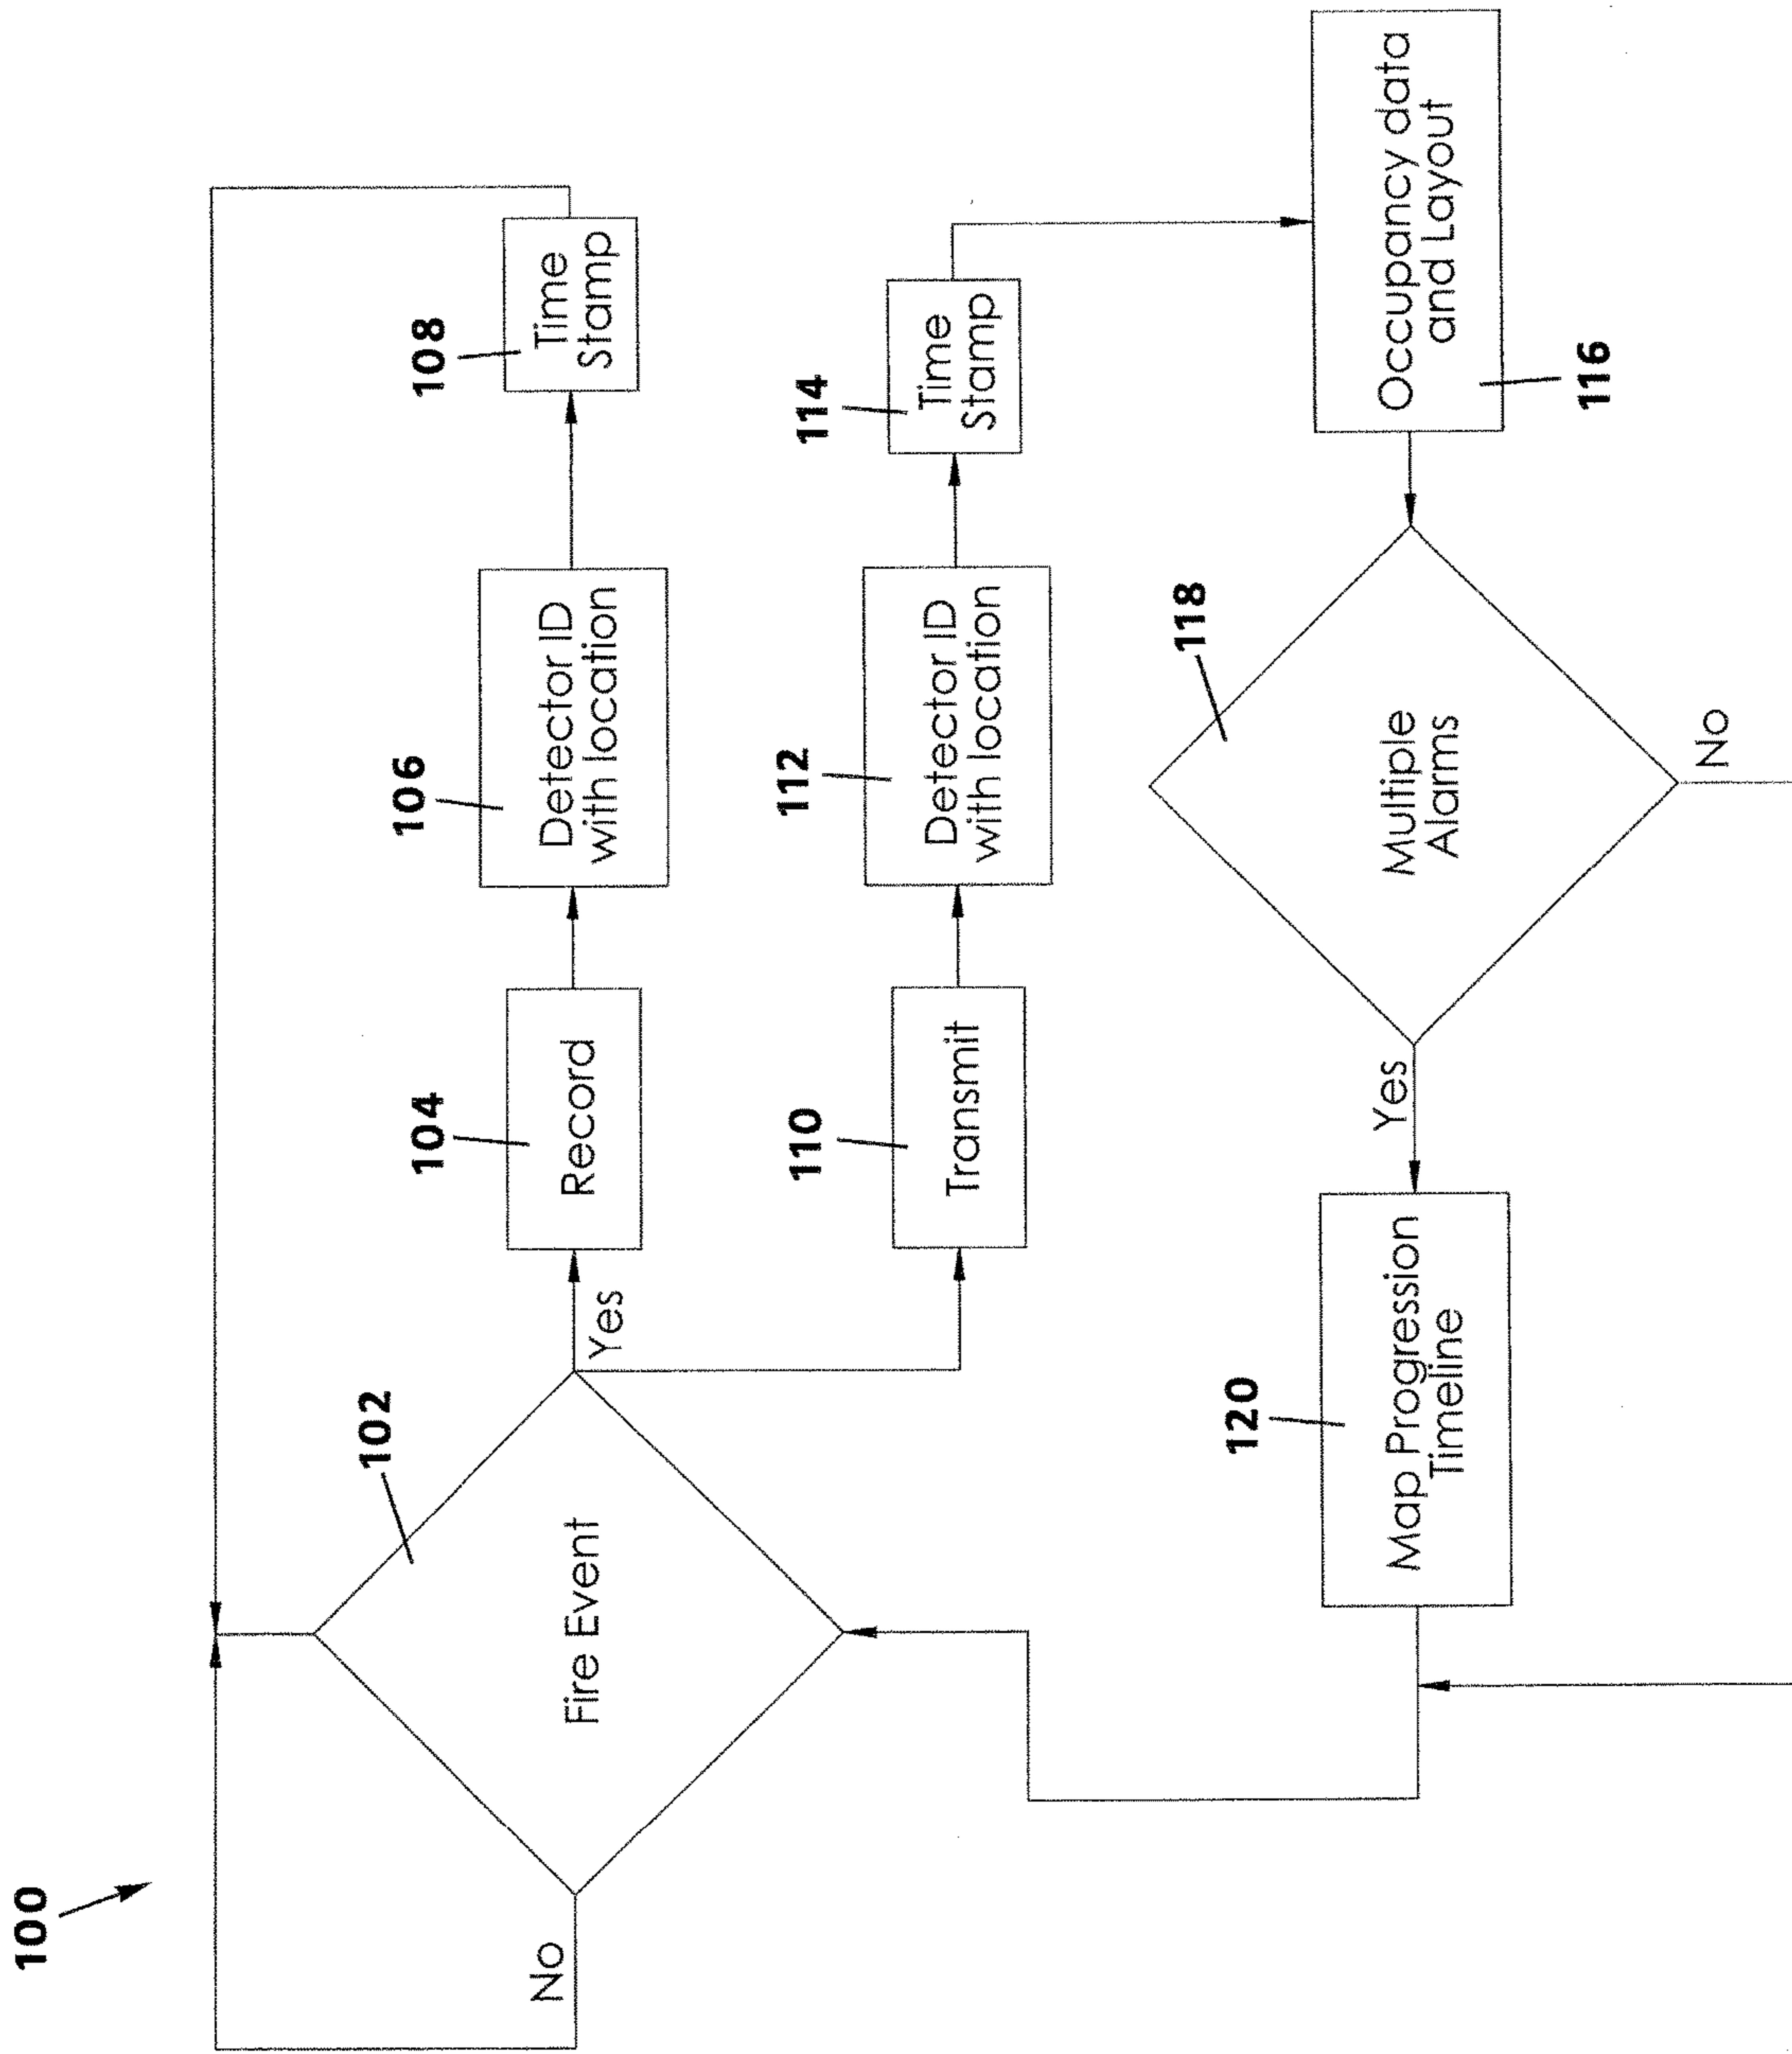 100
102
Fire Event
No
Yes
104
Record
106
Detector ID
with location
108
Time
Stamp
110
Transmit
112
Detector ID
with location
114
Time
Stamp
120
Map Progression
Timeline
Yes
118
Multiple
Alarms
No
116
Occupancy data
and Layout